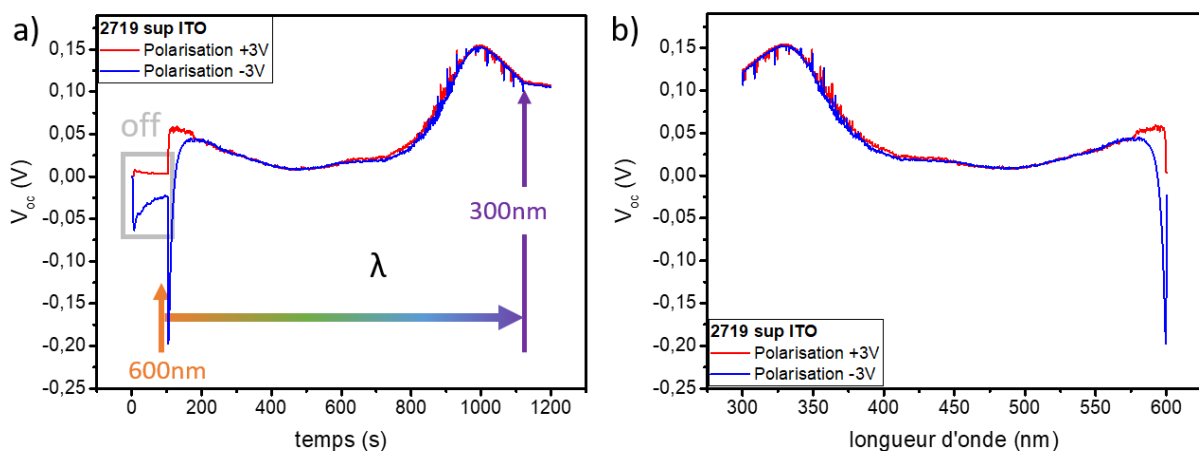 a)
2719 sup ITO
Polarisation +3V
Polarisation -3V
off
300nm
λ
600nm
0,15
0,10
0,05
0,00
-0,05
-0,10
-0,15
-0,20
-0,25
V_oc (V)
0 200 400 600 800 1000 1200
temps (s)
b)
0,15
0,10
0,05
0,00
-0,05
-0,10
-0,15
-0,20
-0,25
V_oc (V)
2719 sup ITO
Polarisation +3V
Polarisation -3V
300 350 400 450 500 550 600
longueur d'onde (nm)